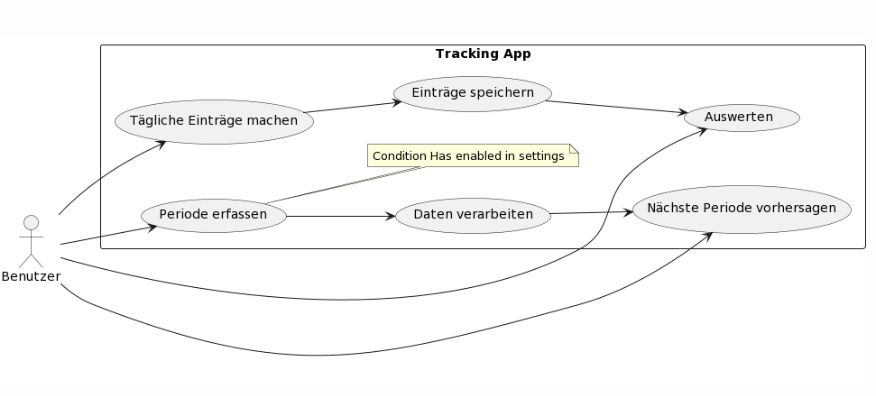 Tracking App
Einträge speichern
Tägliche Einträge machen
Auswerten
Condition Has enabled in settings
Periode erfassen
Daten verarbeiten
Nächste Periode vorhersagen
Benutzer